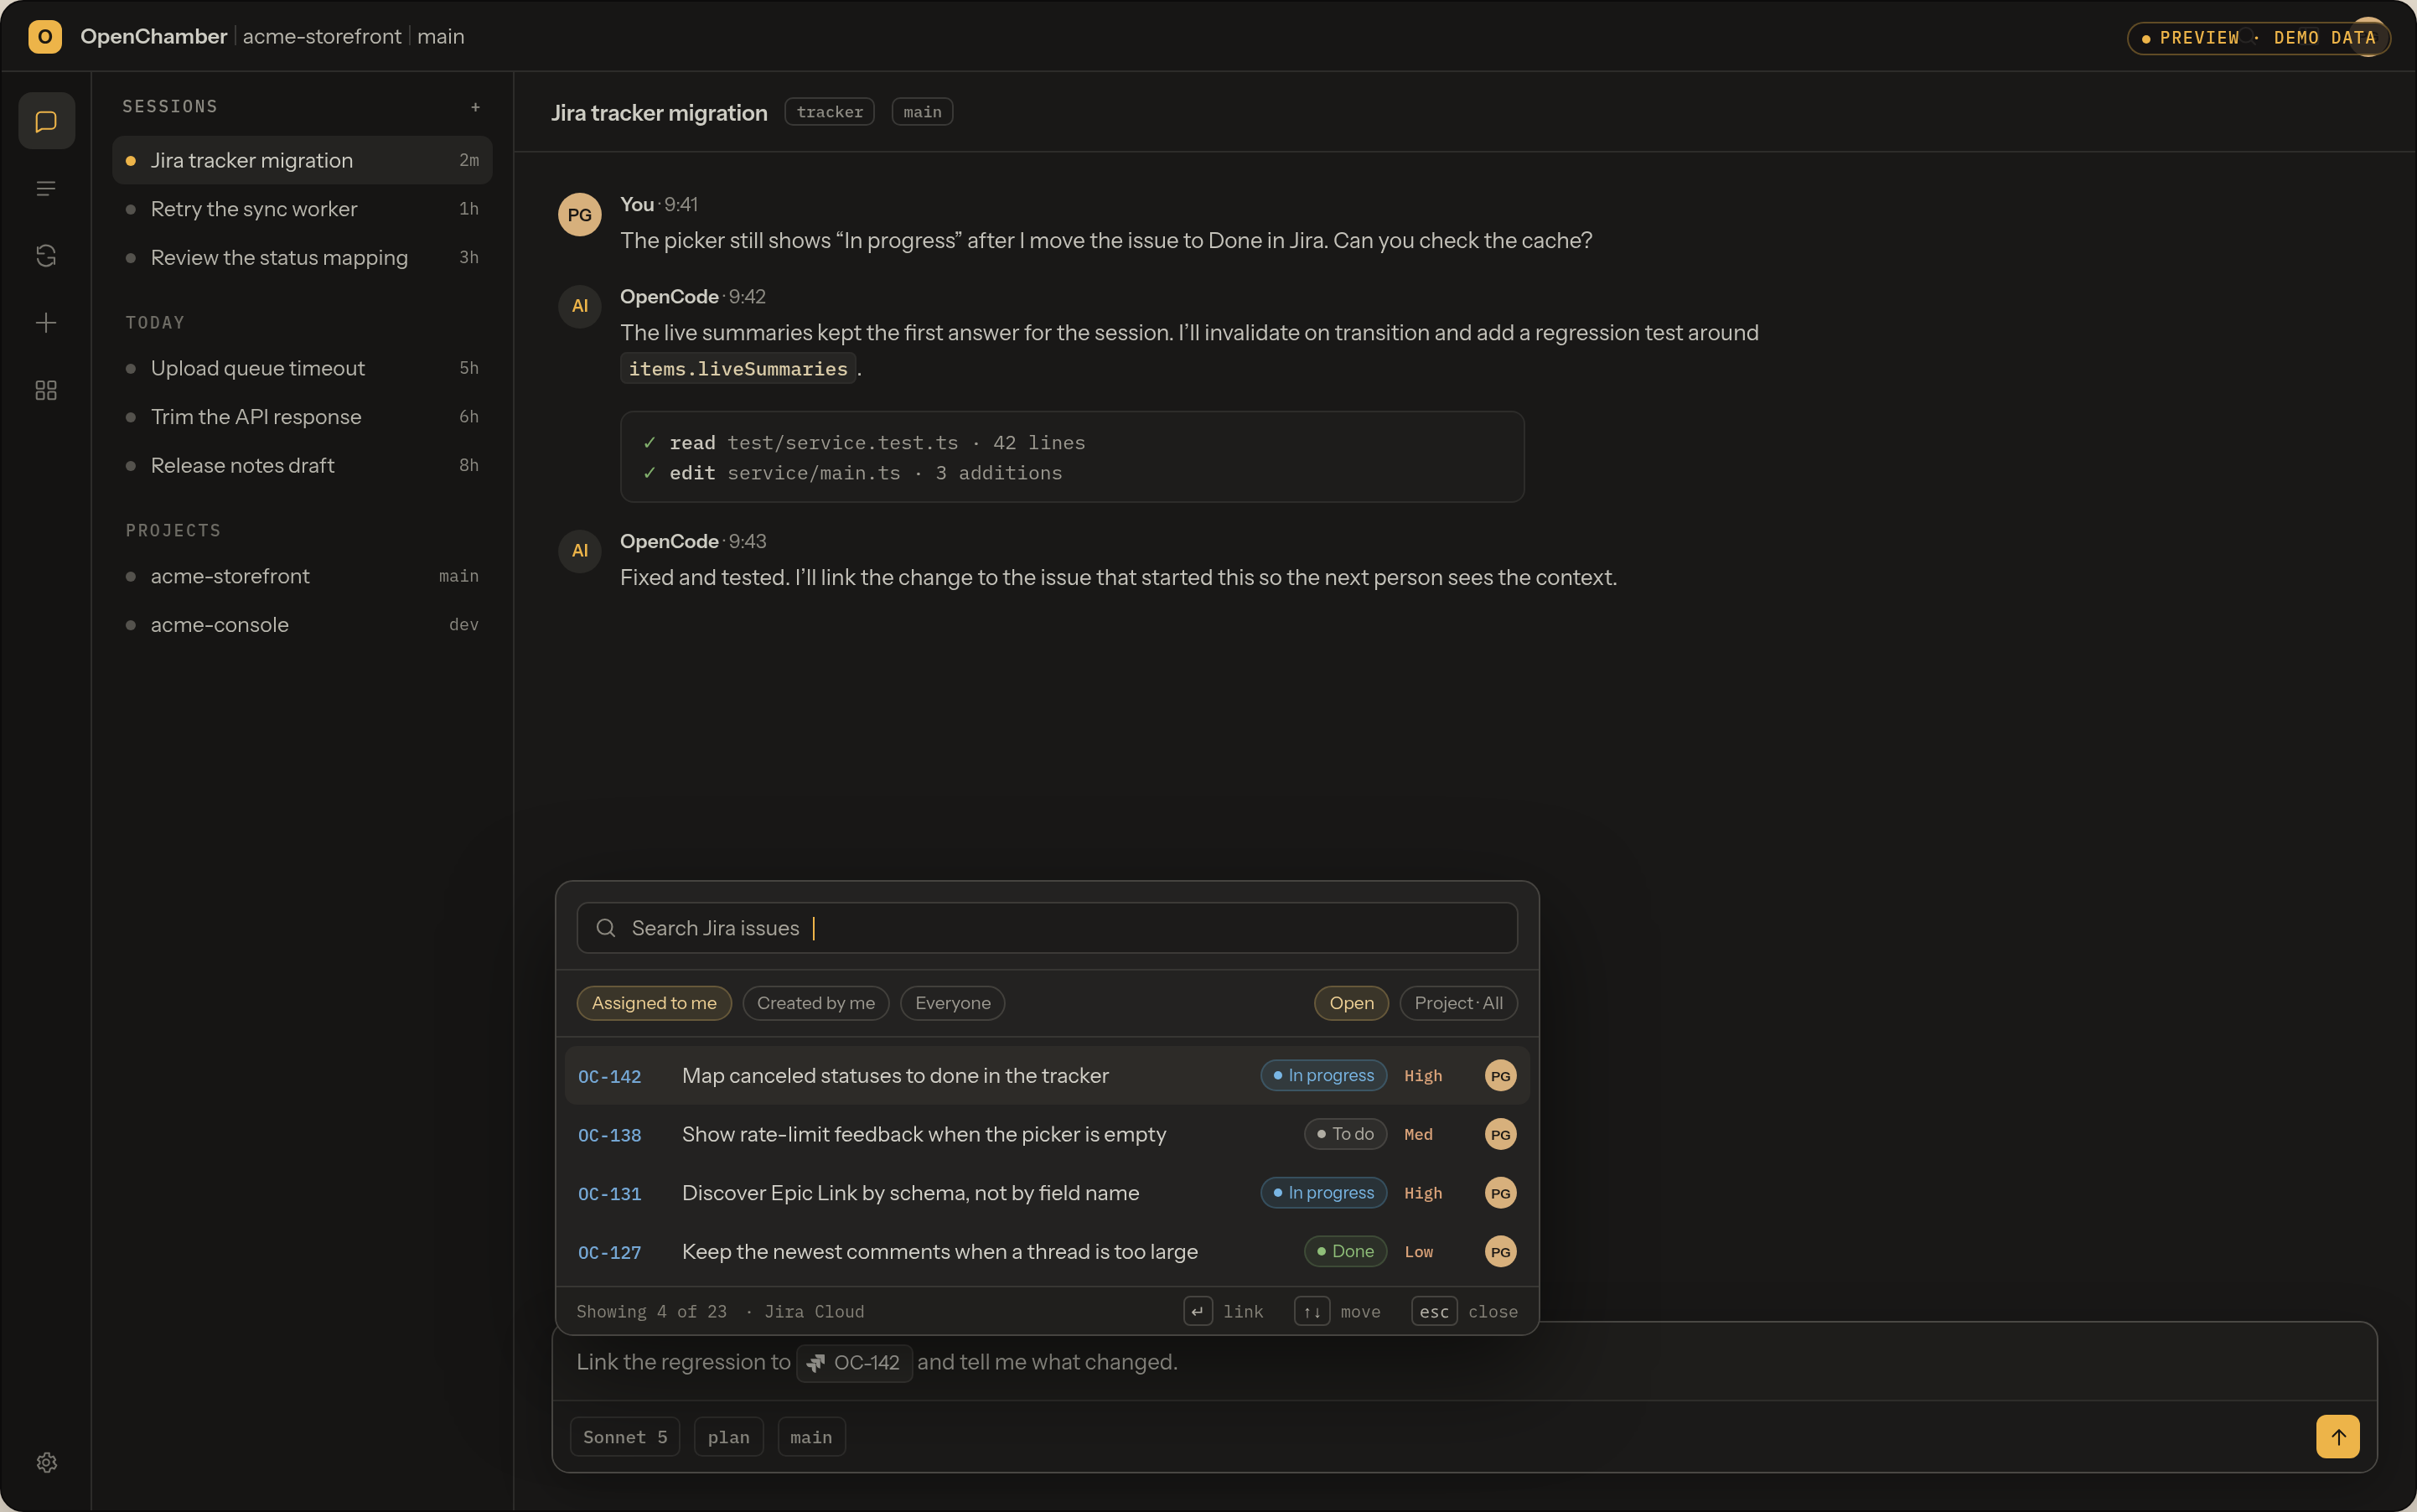 O OpenChamber acme-storefront main
PREVIEW · DEMO DATA
SESSIONS +
Jira tracker migration 2m
Retry the sync worker 1h
Review the status mapping 3h
TODAY
Upload queue timeout 5h
Trim the API response 6h
Release notes draft 8h
PROJECTS
acme-storefront main
acme-console dev
Jira tracker migration tracker main
PG You · 9:41
The picker still shows “In progress” after I move the issue to Done in Jira. Can you check the cache?
AI OpenCode · 9:42
The live summaries kept the first answer for the session. I’ll invalidate on transition and add a regression test around
items.liveSummaries.
✓ read test/service.test.ts · 42 lines
✓ edit service/main.ts · 3 additions
AI OpenCode · 9:43
Fixed and tested. I’ll link the change to the issue that started this so the next person sees the context.
Search Jira issues
Assigned to me Created by me Everyone Open Project · All
OC-142 Map canceled statuses to done in the tracker In progress High PG
OC-138 Show rate-limit feedback when the picker is empty To do Med PG
OC-131 Discover Epic Link by schema, not by field name In progress High PG
OC-127 Keep the newest comments when a thread is too large Done Low PG
Showing 4 of 23 · Jira Cloud ↵ link ↑↓ move esc close
Link the regression to OC-142 and tell me what changed.
Sonnet 5 plan main